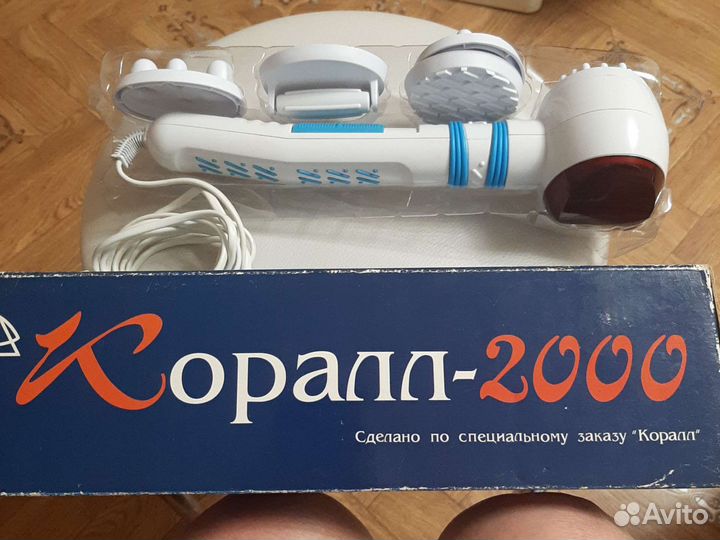 Коралл-2000
Сделано по специальному заказу "Коралл"
Avito